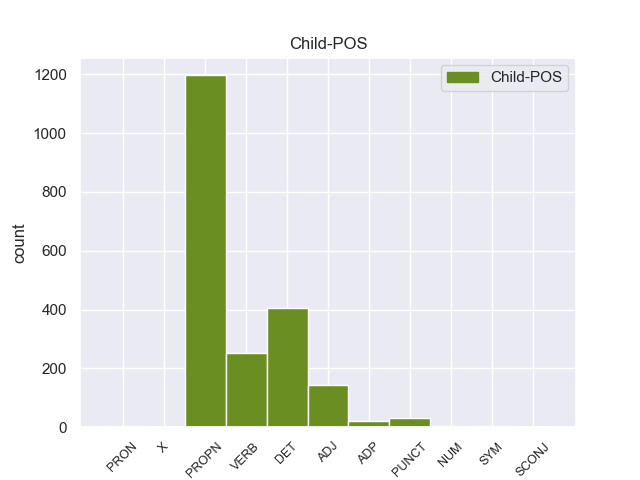 Child-POS
Child-POS
1200
1000
800
600
400
200
0
count
PRON X PROPN VERB DET ADJ ADP PUNCT NUM SYM SCONJ